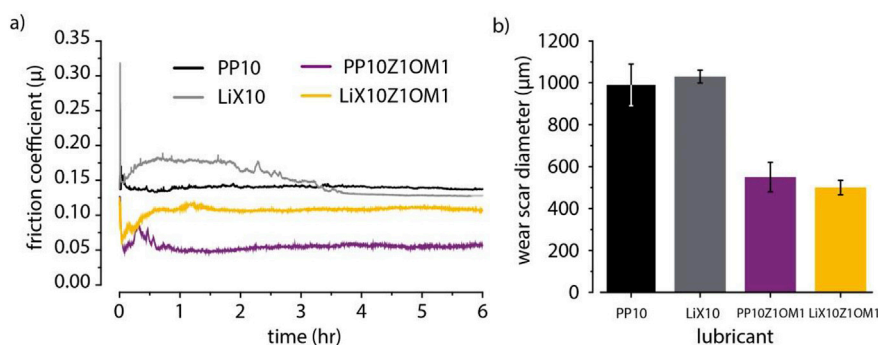 a)
0.35
0.30
0.25
0.20
0.15
0.10
0.05
0.00
friction coefficient (μ)
PP10
PP10Z1OM1
LiX10
LiX10Z1OM1
0 1 2 3 4 5 6
time (hr)
b)
1200
1000
800
600
400
200
0
wear scar diameter (μm)
PP10 LiX10 PP10Z1OM1 LiX10Z1OM1
lubricant